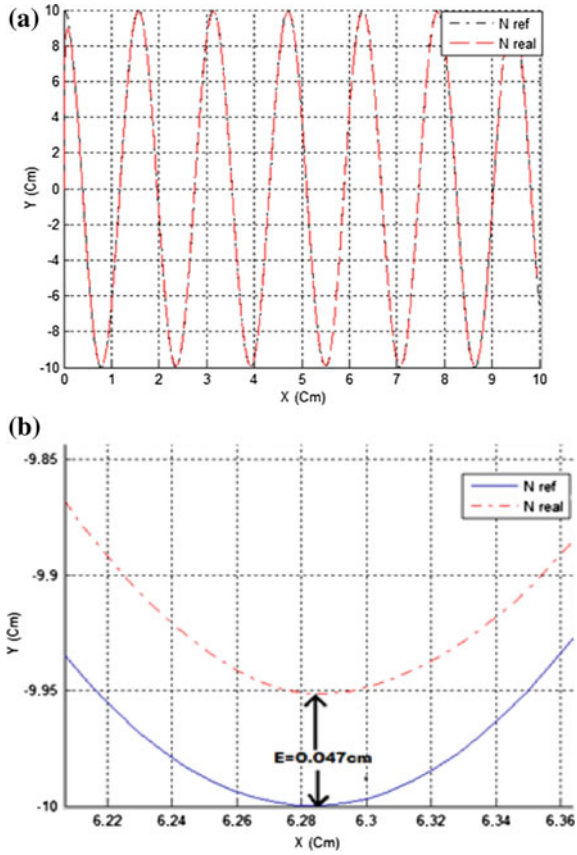 (a)
N ref
N real
10
8
6
4
2
0
-2
-4
-6
-8
-10
Y (Cm)
0 1 2 3 4 5 6 7 8 9 10
X (Cm)
(b)
N ref
N real
-9.85
-9.9
-9.95
-10
Y (Cm)
E=0.047cm
6.22 6.24 6.26 6.28 6.3 6.32 6.34 6.36
X (Cm)